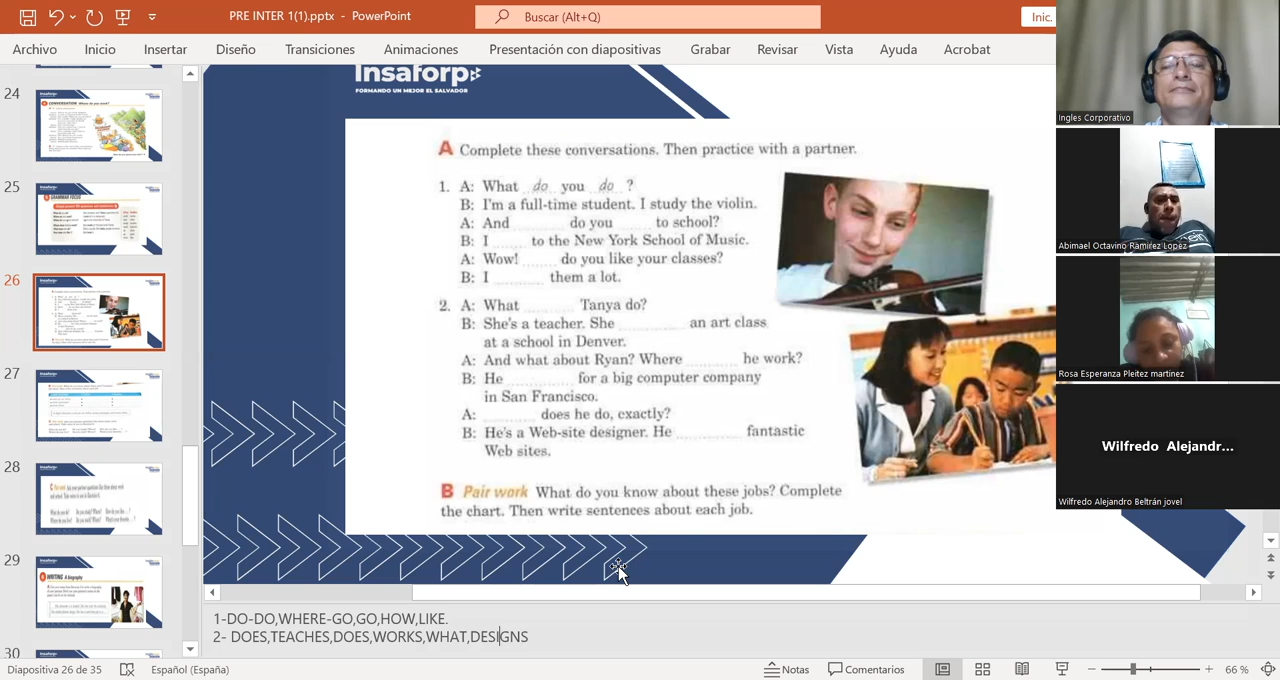 PRE INTER 1(1).pptx - PowerPoint
Buscar (Alt+Q)
Inic.
Archivo Inicio Insertar Diseño Transiciones Animaciones Presentación con diapositivas Grabar Revisar Vista Ayuda Acrobat
24
25
26
27
28
29
30
Insaforp
FORMANDO UN MEJOR EL SALVADOR
A Complete these conversations. Then practice with a partner.
1. A: What do you do ?
B: I'm a full-time student. I study the violin.
A: And ........ do you ........ to school?
B: I ........ to the New York School of Music.
A: Wow! ........ do you like your classes?
B: I ........ them a lot.
2. A: What ........ Tanya do?
B: She's a teacher. She ........ an art class
at a school in Denver.
A: And what about Ryan? Where ........ he work?
B: He ........ for a big computer company
in San Francisco.
A: ........ does he do, exactly?
B: He's a Web-site designer. He ........ fantastic
Web sites.
B Pair work What do you know about these jobs? Complete
the chart. Then write sentences about each job.
1-DO-DO,WHERE-GO,GO,HOW,LIKE.
2- DOES,TEACHES,DOES,WORKS,WHAT,DESIGNS
Diapositiva 26 de 35 Español (España) Notas Comentarios 66 %
Ingles Corporativo
Abimael Octavino Ramirez Lopez
Rosa Esperanza Pleitez martinez
Wilfredo Alejandr...
Wilfredo Alejandro Beltrán jovel